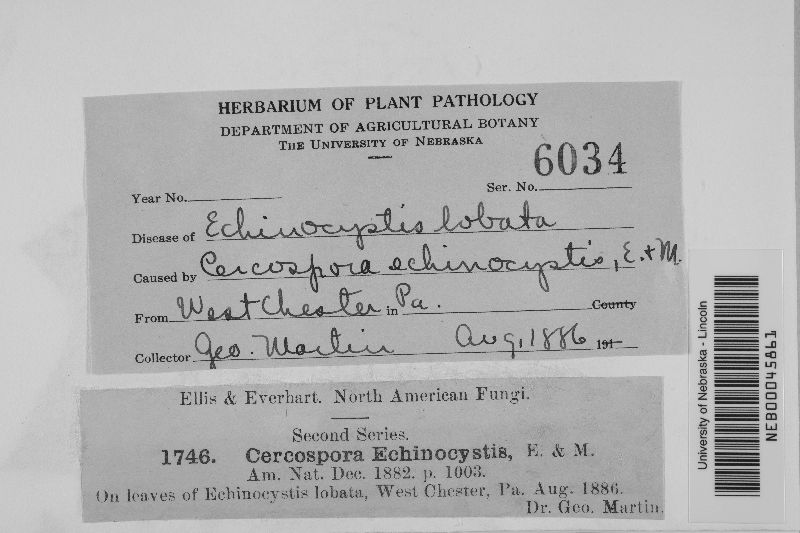 HERBARIUM OF PLANT PATHOLOGY
DEPARTMENT OF AGRICULTURAL BOTANY
THE UNIVERSITY OF NEBRASKA
6034
Year No. Ser. No.
Disease of Echinocystis lobata
Caused by Cercospora echinocystis, E. & M.
From West Chester in Pa. County
Collector Geo. Martin Aug, 1886 191
Ellis & Everhart. North American Fungi.
Second Series.
1746. Cercospora Echinocystis, E. & M.
Am. Nat. Dec. 1882. p. 1003.
On leaves of Echinocystis lobata, West Chester, Pa. Aug. 1886.
Dr. Geo. Martin.
University of Nebraska - Lincoln
NEB00045861